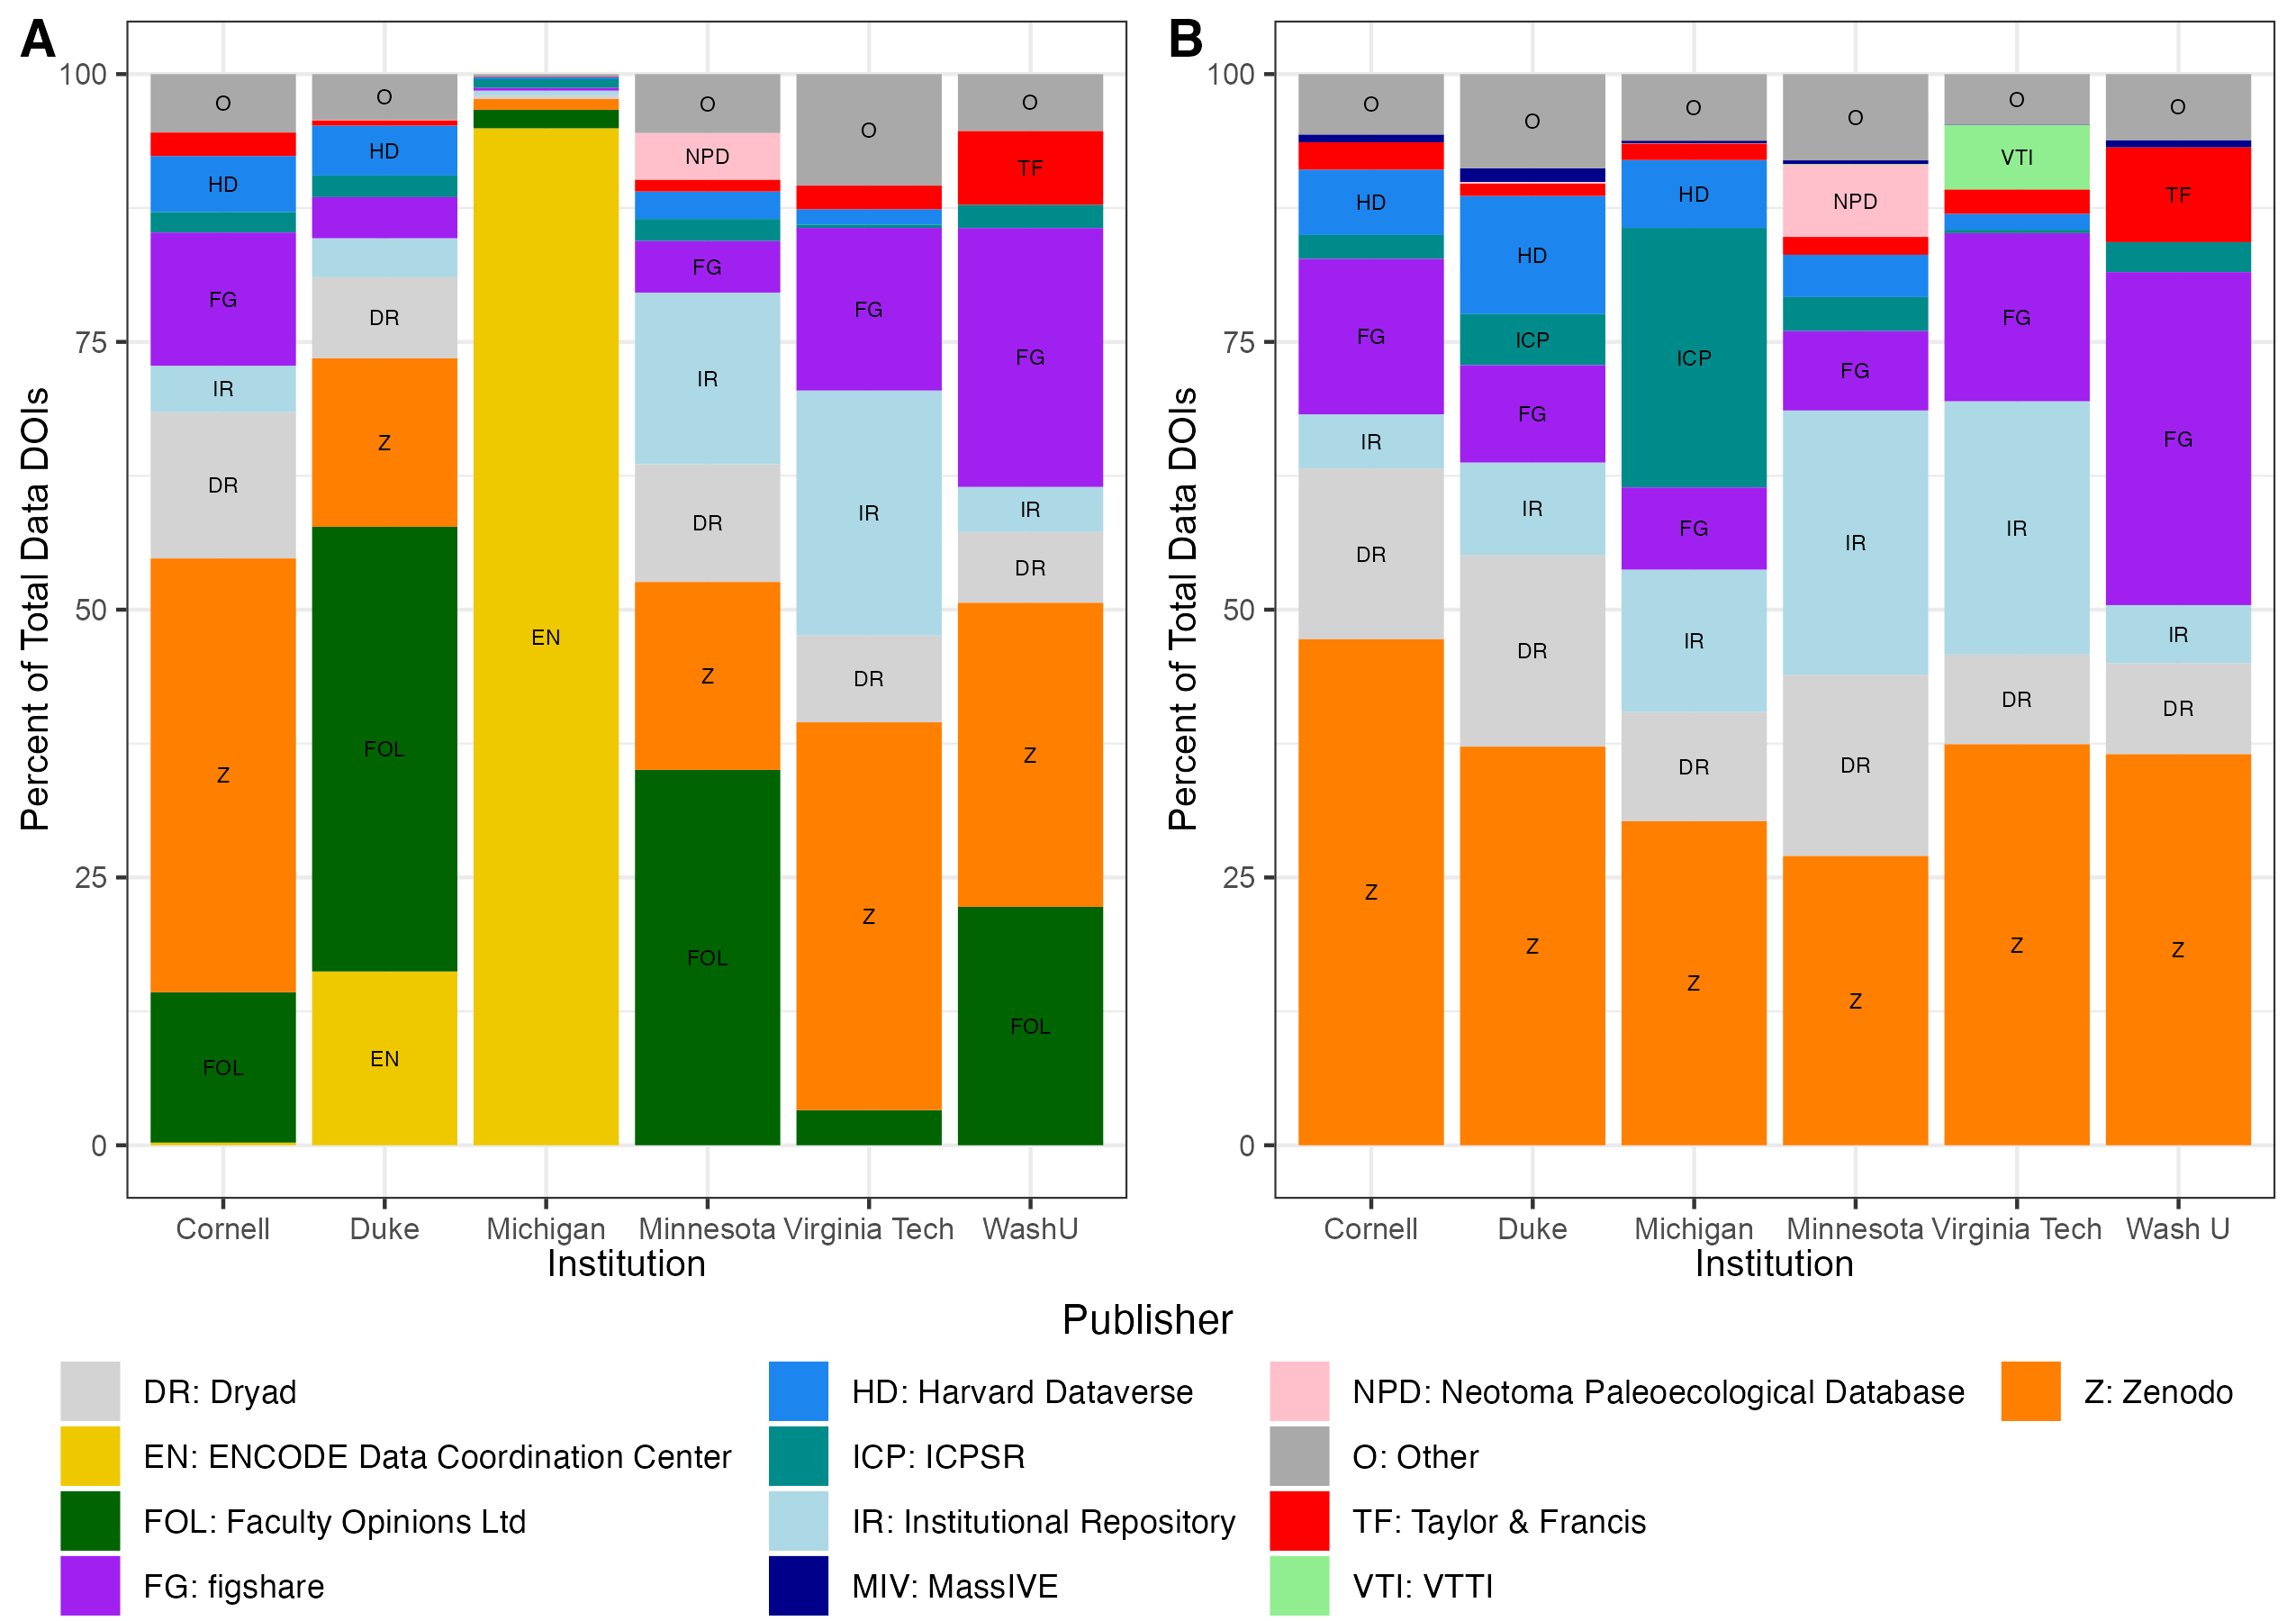 A
Percent of Total Data DOIs
100
75
50
25
0
O
HD
FG
IR
DR
Z
FOL
O
HD
DR
Z
FOL
EN
EN
O
NPD
FG
IR
DR
Z
FOL
O
FG
IR
DR
Z
O
TF
FG
IR
DR
Z
FOL
Cornell Duke Michigan Minnesota Virginia Tech WashU
Institution
B
Percent of Total Data DOIs
100
75
50
25
0
O
HD
FG
IR
DR
Z
O
HD
ICP
FG
IR
DR
Z
O
HD
ICP
FG
IR
DR
Z
O
NPD
FG
IR
DR
Z
O
VTI
FG
IR
DR
Z
O
TF
FG
IR
DR
Z
Cornell Duke Michigan Minnesota Virginia Tech Wash U
Institution
Publisher
DR: Dryad
EN: ENCODE Data Coordination Center
FOL: Faculty Opinions Ltd
FG: figshare
HD: Harvard Dataverse
ICP: ICPSR
IR: Institutional Repository
MIV: MassIVE
NPD: Neotoma Paleoecological Database
O: Other
TF: Taylor & Francis
VTI: VTTI
Z: Zenodo